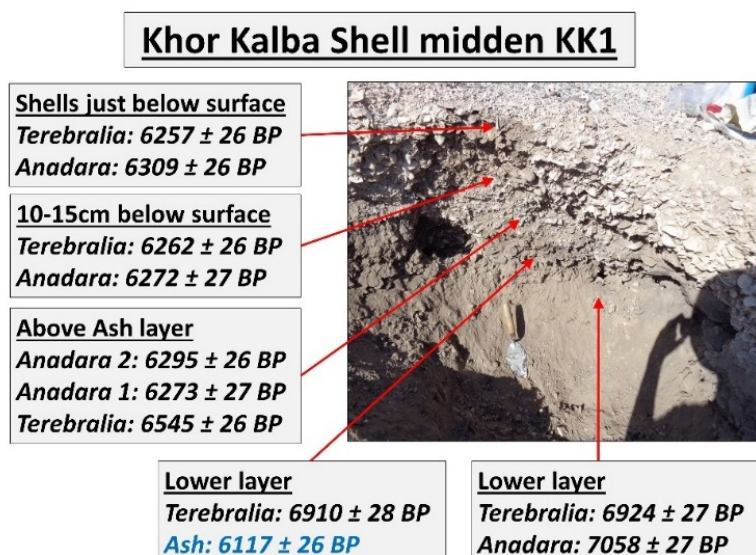 Khor Kalba Shell midden KK1
Shells just below surface
Terebralia: 6257 ± 26 BP
Anadara: 6309 ± 26 BP
10-15cm below surface
Terebralia: 6262 ± 26 BP
Anadara: 6272 ± 27 BP
Above Ash layer
Anadara 2: 6295 ± 26 BP
Anadara 1: 6273 ± 27 BP
Terebralia: 6545 ± 26 BP
Lower layer
Terebralia: 6910 ± 28 BP
Ash: 6117 ± 26 BP
Lower layer
Terebralia: 6924 ± 27 BP
Anadara: 7058 ± 27 BP